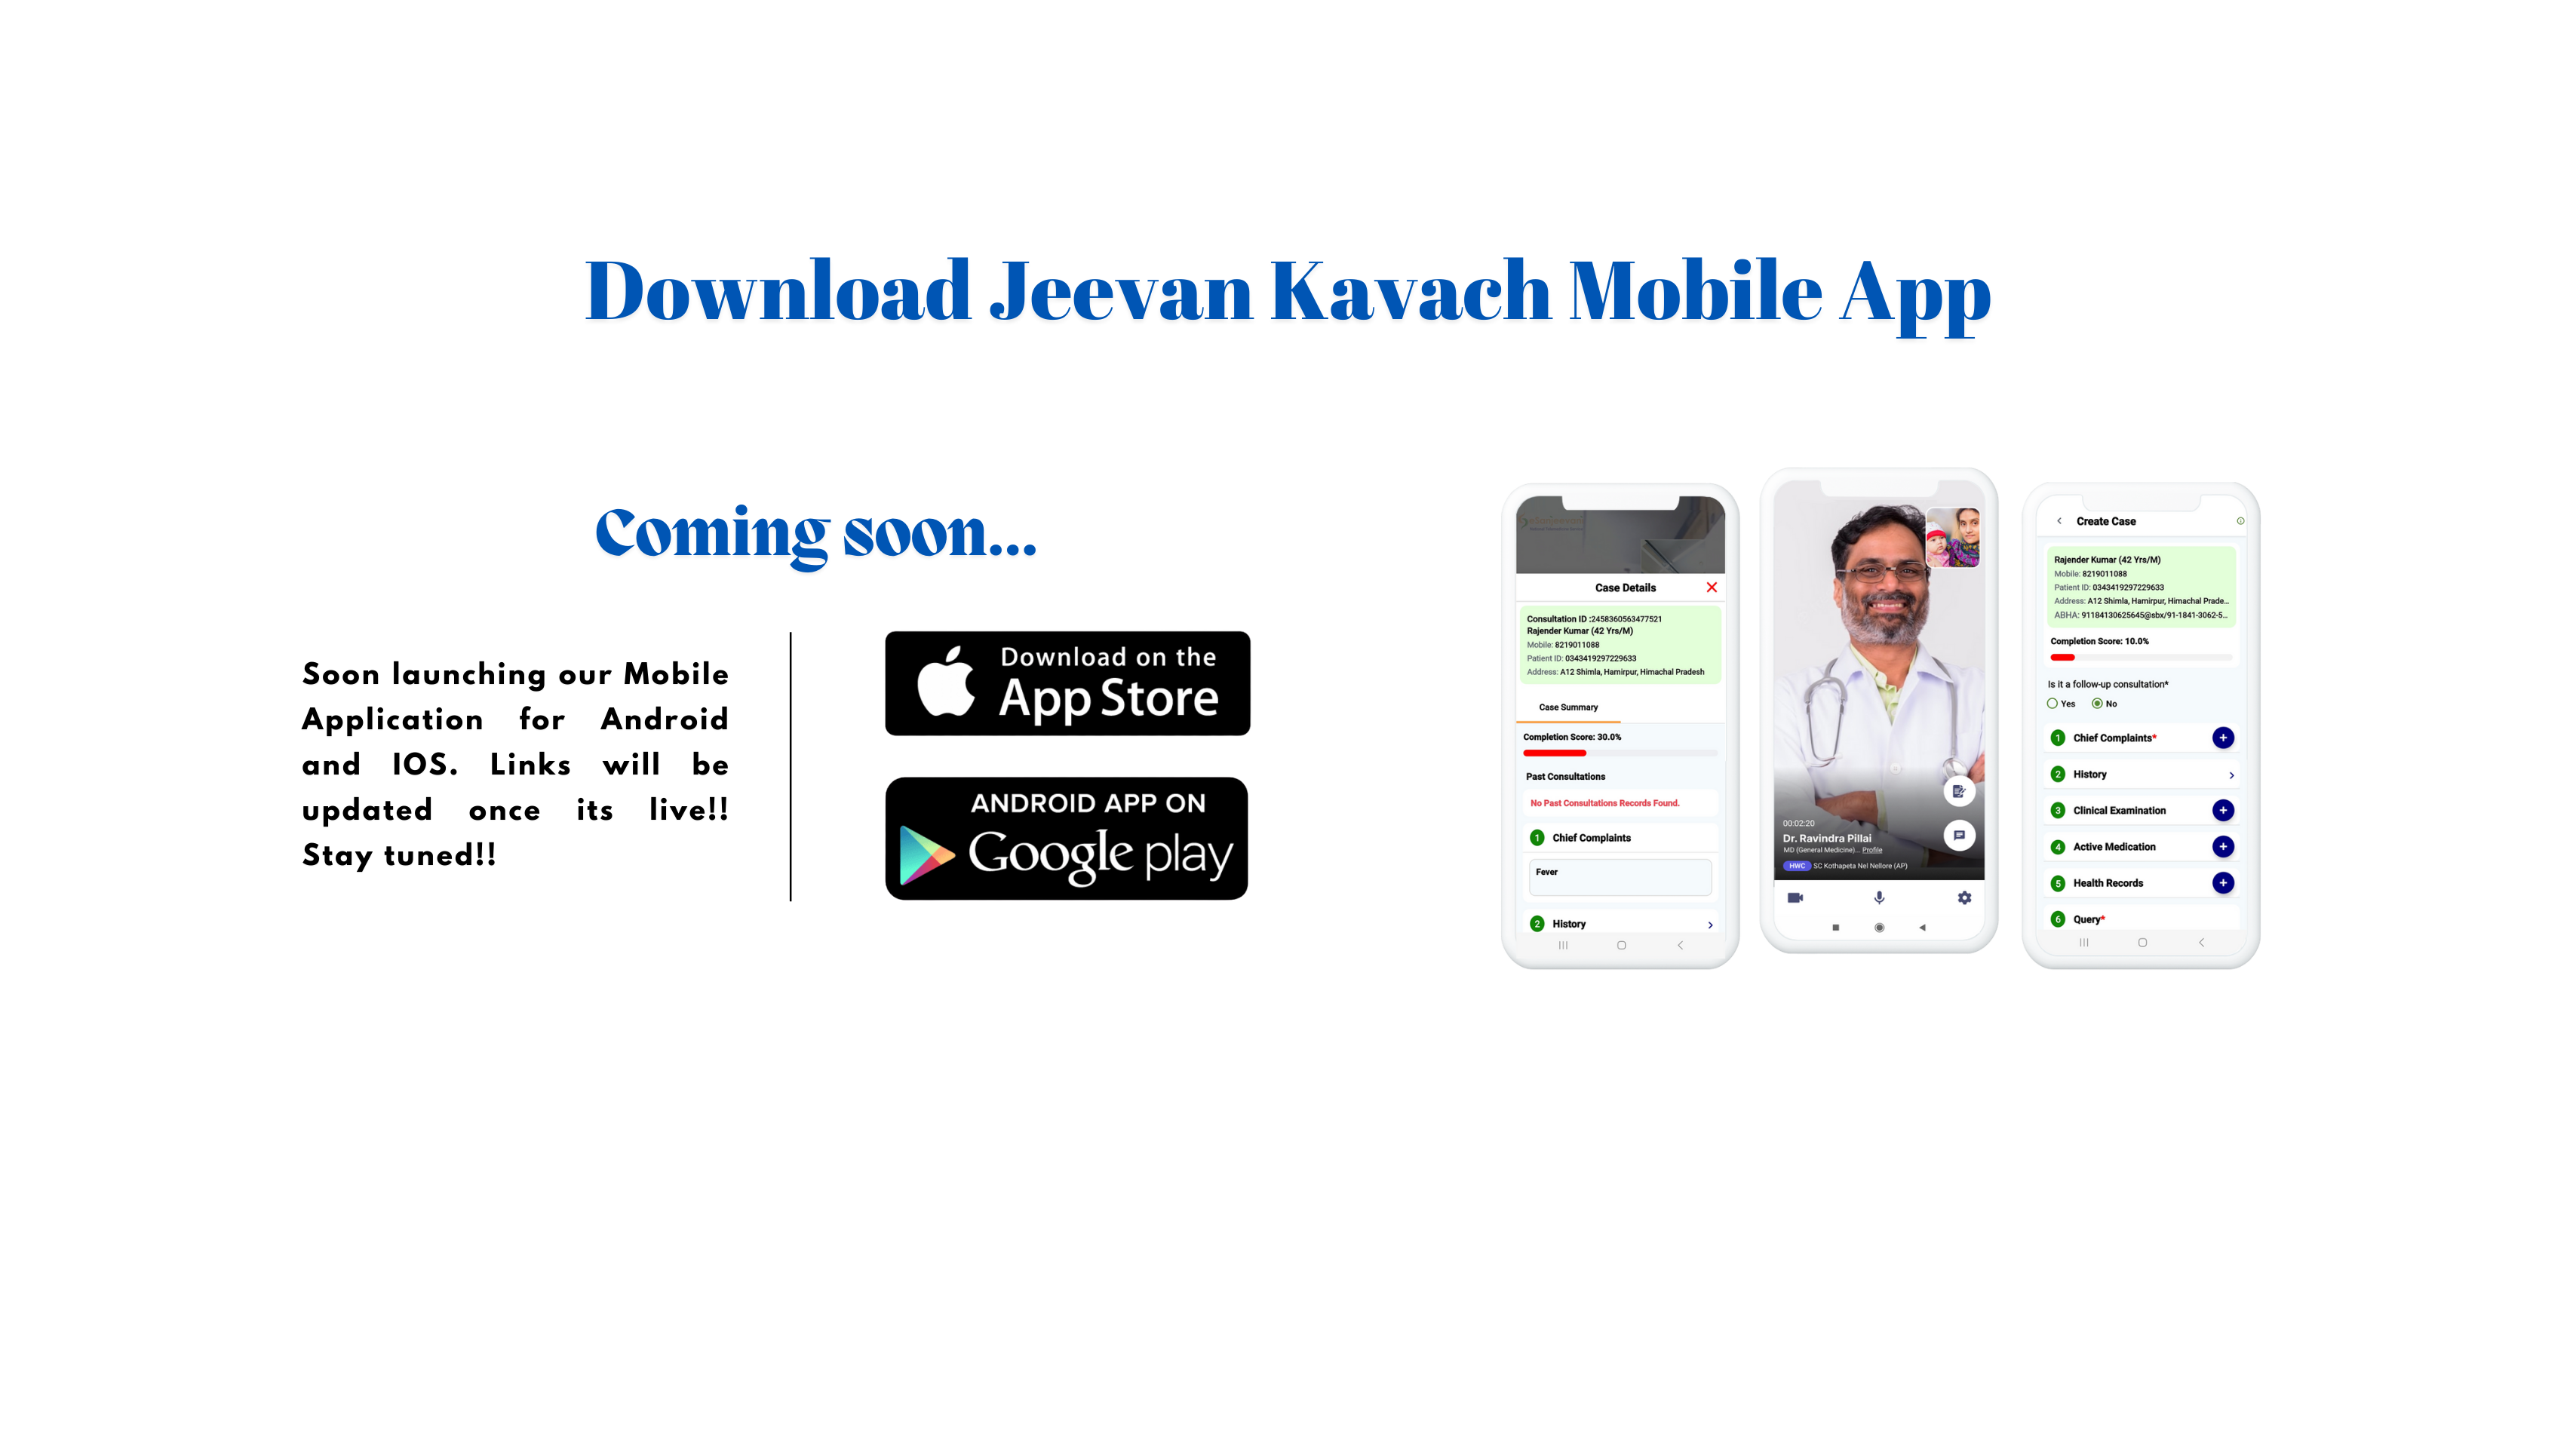 Download Jeevan Kavach Mobile App
Coming soon...
Soon launching our Mobile
Application for Android
and IOS. Links will be
updated once its live!!
Stay tuned!!
Download on the
App Store
ANDROID APP ON
Google play
Case Details
Consultation ID :2458360563477521
Rajender Kumar (42 Yrs/M)
Mobile: 8219011088
Patient ID: 0343419297229633
Address: A12 Shimla, Hamirpur, Himachal Pradesh
Case Summary
Completion Score: 30.0%
Past Consultations
No Past Consultations Records Found.
1 Chief Complaints
Fever
2 History
00:02:20
Dr. Ravindra Pillai
MD (General Medicine)... Profile
HWC SC Kothapeta Nel Nellore (AP)
Create Case
Rajender Kumar (42 Yrs/M)
Mobile: 8219011088
Patient ID: 0343419297229633
Address: A12 Shimla, Hamirpur, Himachal Prade...
ABHA: 91184130625645@sbx/91-1841-3062-5...
Completion Score: 10.0%
Is it a follow-up consultation*
Yes No
1 Chief Complaints*
2 History
3 Clinical Examination
4 Active Medication
5 Health Records
6 Query*